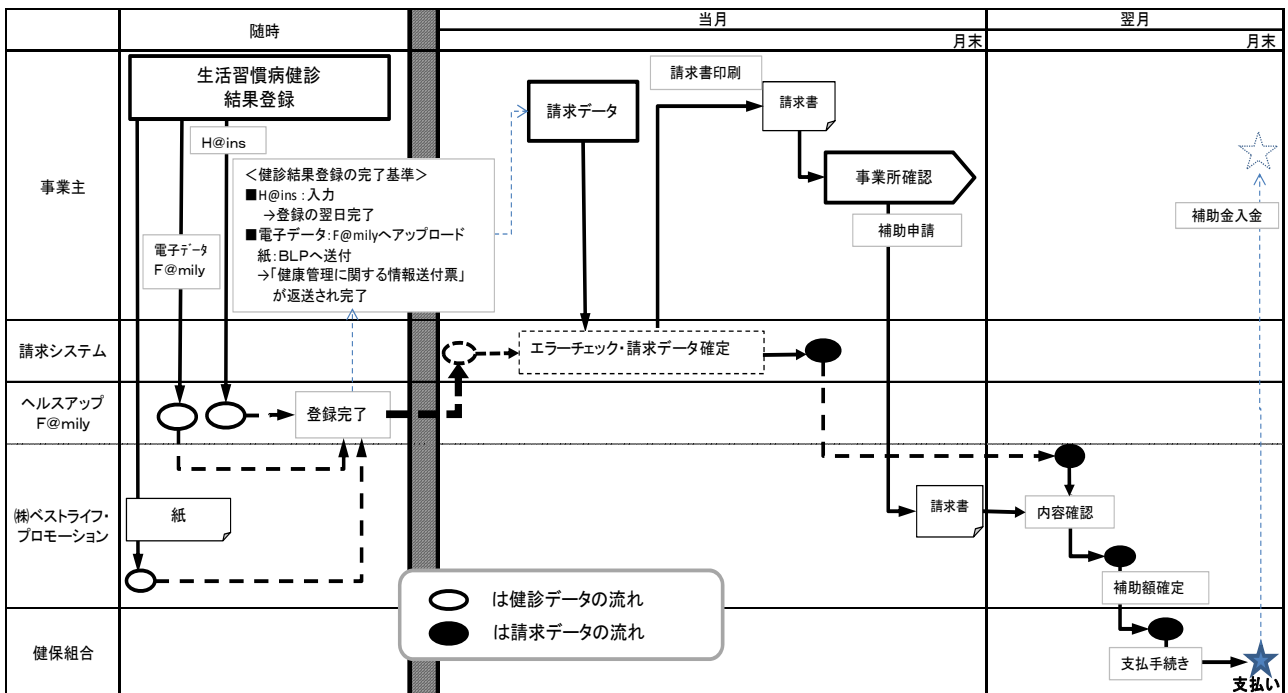 随時
当月
翌月
月末
月末
事業主
生活習慣病健診
結果登録
H@ins
電子データ
F@mily
＜健診結果登録の完了基準＞
■H@ins：入力
→登録の翌日完了
■電子データ：F@milyへアップロード
紙：BLPへ送付
→「健康管理に関する情報送付票」
が返送され完了
請求データ
請求書印刷
請求書
事業所確認
補助申請
補助金入金
請求システム
エラーチェック・請求データ確定
ヘルスアップ
F@mily
登録完了
㈱ベストライフ・
プロモーション
紙
請求書
内容確認
補助額確定
は健診データの流れ
は請求データの流れ
健保組合
支払手続き
支払い